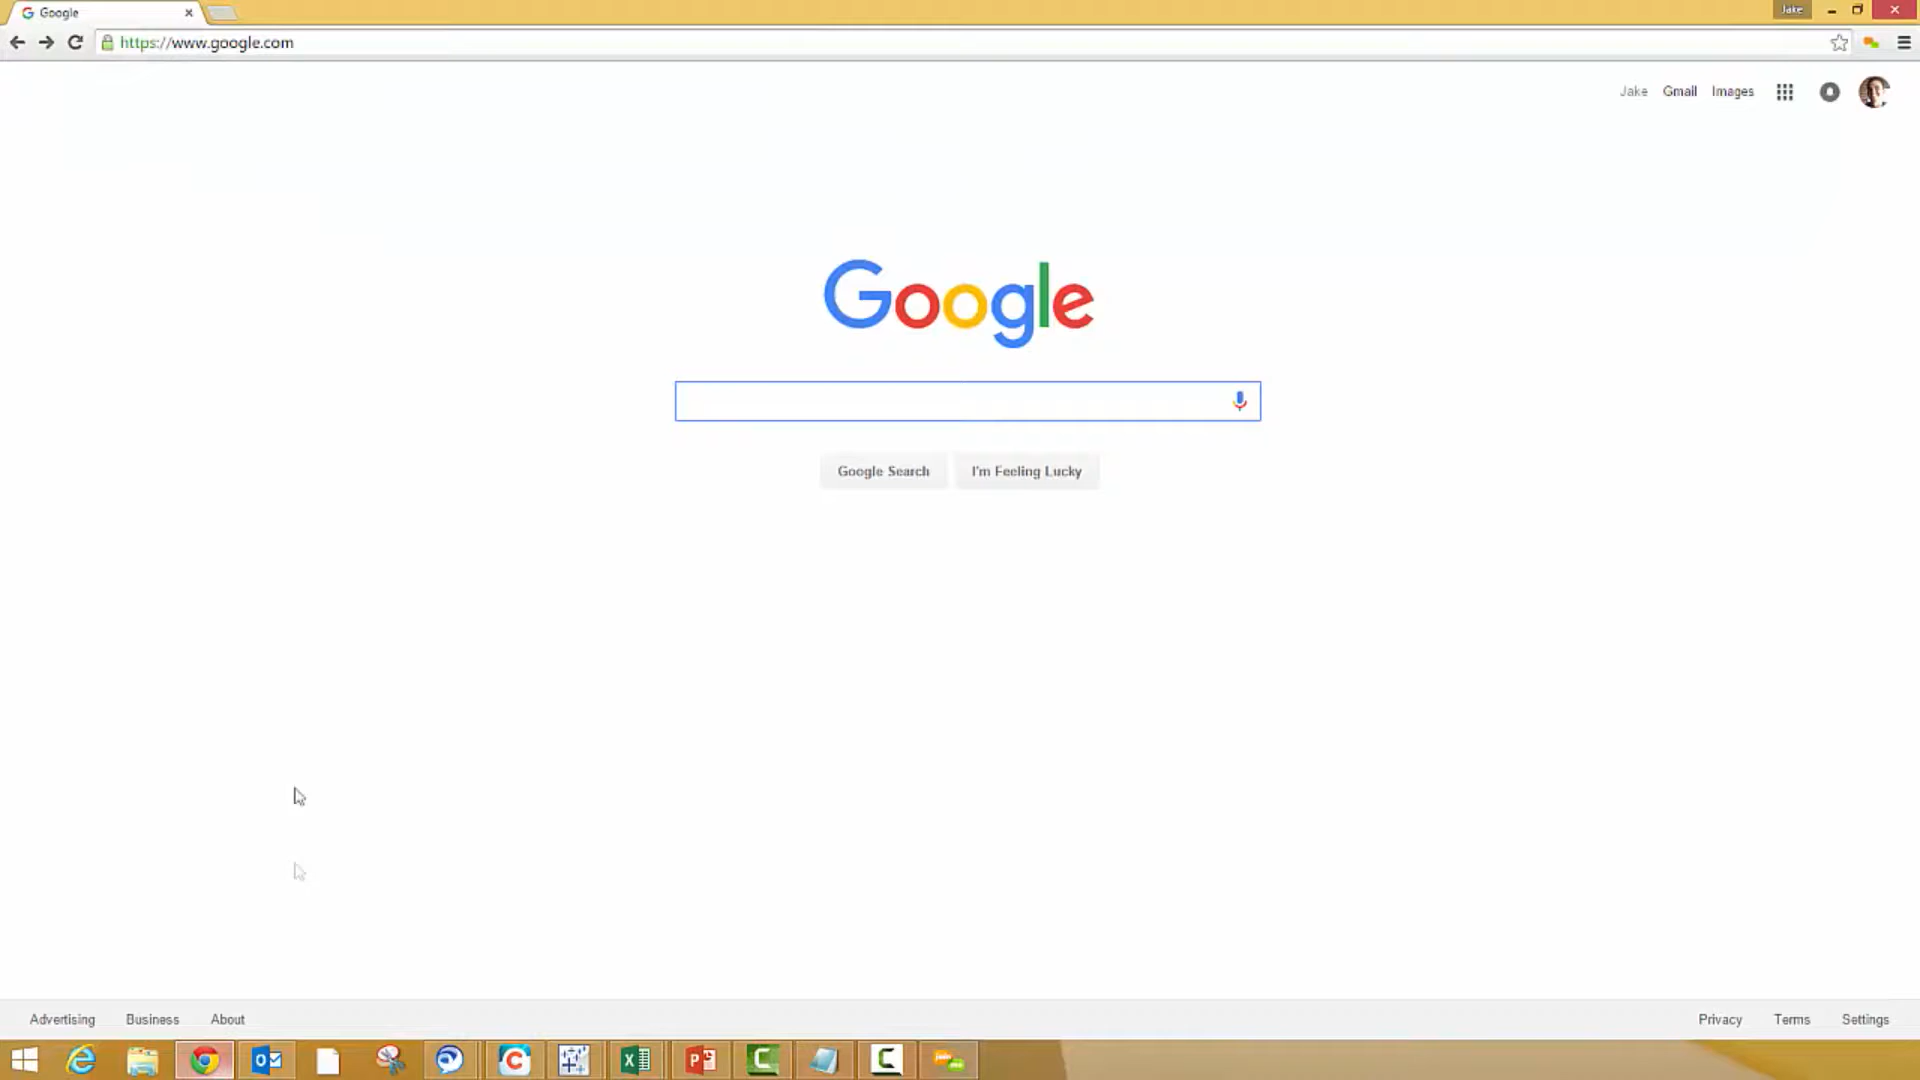 Google
Jake
https://www.google.com
Jake Gmail Images
Google
Google Search I'm Feeling Lucky
Advertising Business About
Privacy Terms Settings